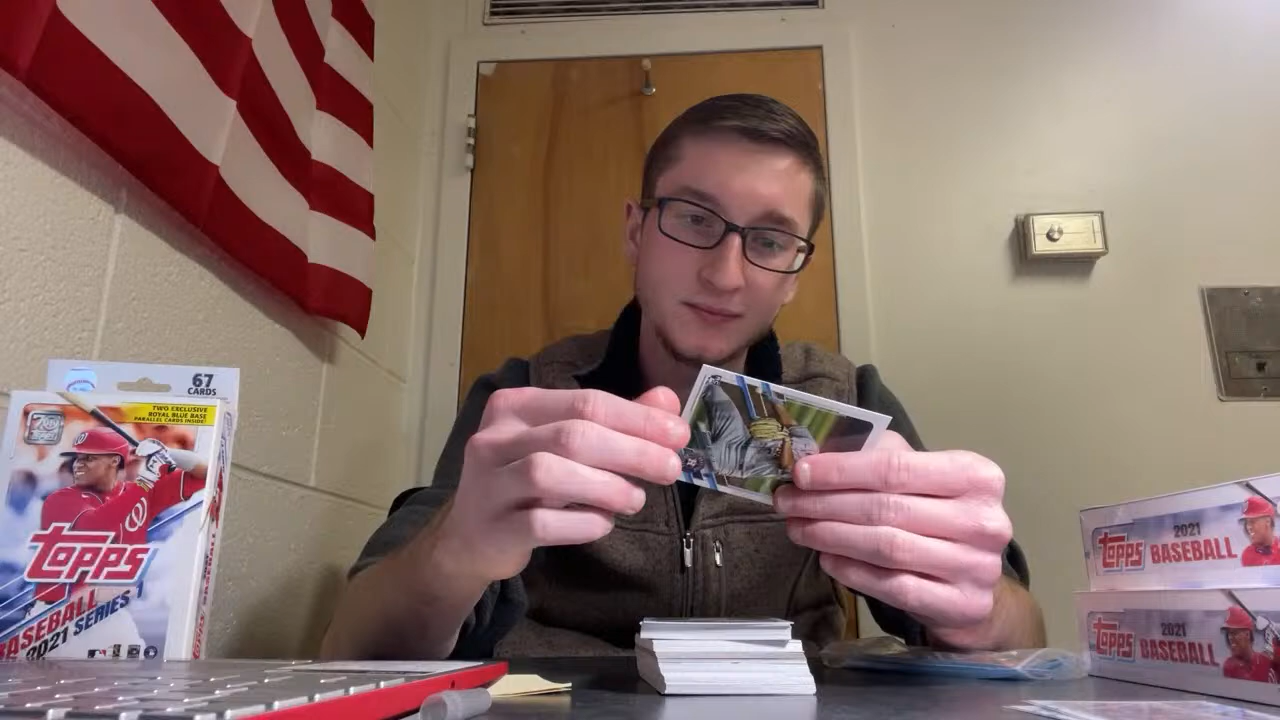 67
CARDS
TWO EXCLUSIVE
ROYAL BLUE BASE
PARALLEL CARDS INSIDE!
topps
BASEBALL
2021 SERIES 1
2021
topps BASEBALL
2021
topps BASEBALL